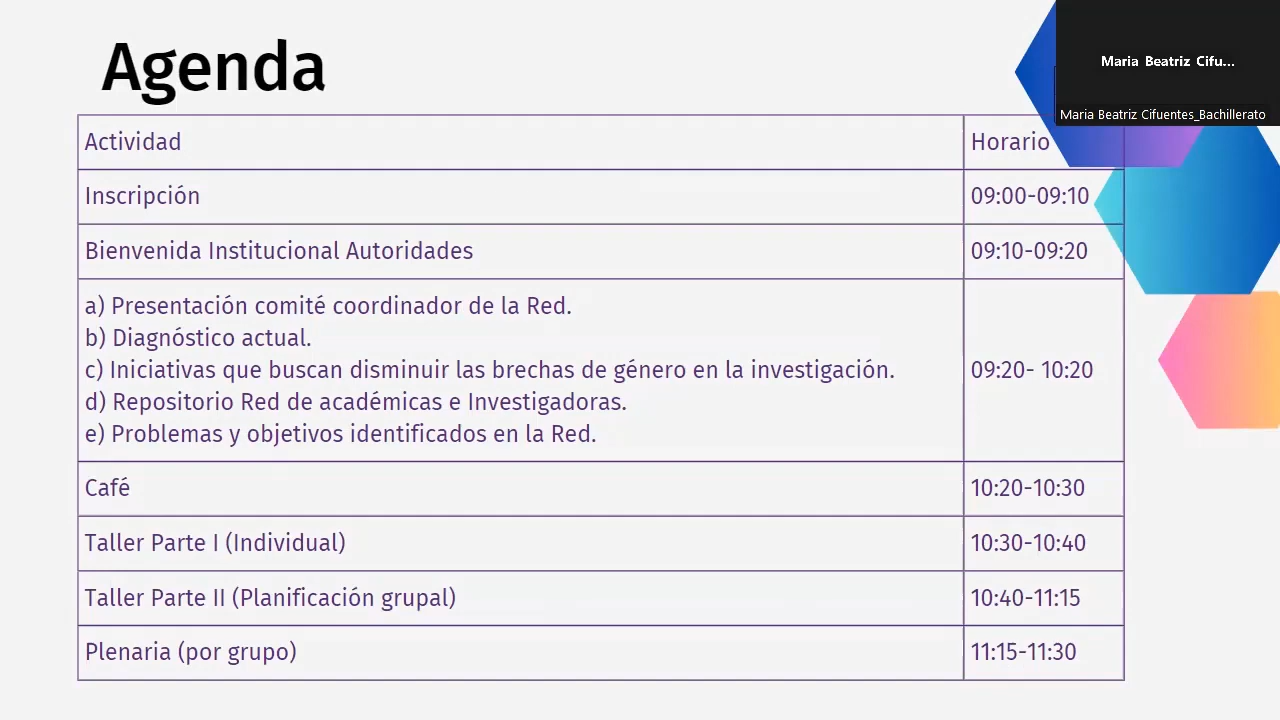 Agenda
Maria Beatriz Cifu...
Maria Beatriz Cifuentes_Bachillerato
Actividad
Horario
Inscripción
09:00-09:10
Bienvenida Institucional Autoridades
09:10-09:20
a) Presentación comité coordinador de la Red.
b) Diagnóstico actual.
c) Iniciativas que buscan disminuir las brechas de género en la investigación.
d) Repositorio Red de académicas e Investigadoras.
e) Problemas y objetivos identificados en la Red.
09:20- 10:20
Café
10:20-10:30
Taller Parte I (Individual)
10:30-10:40
Taller Parte II (Planificación grupal)
10:40-11:15
Plenaria (por grupo)
11:15-11:30